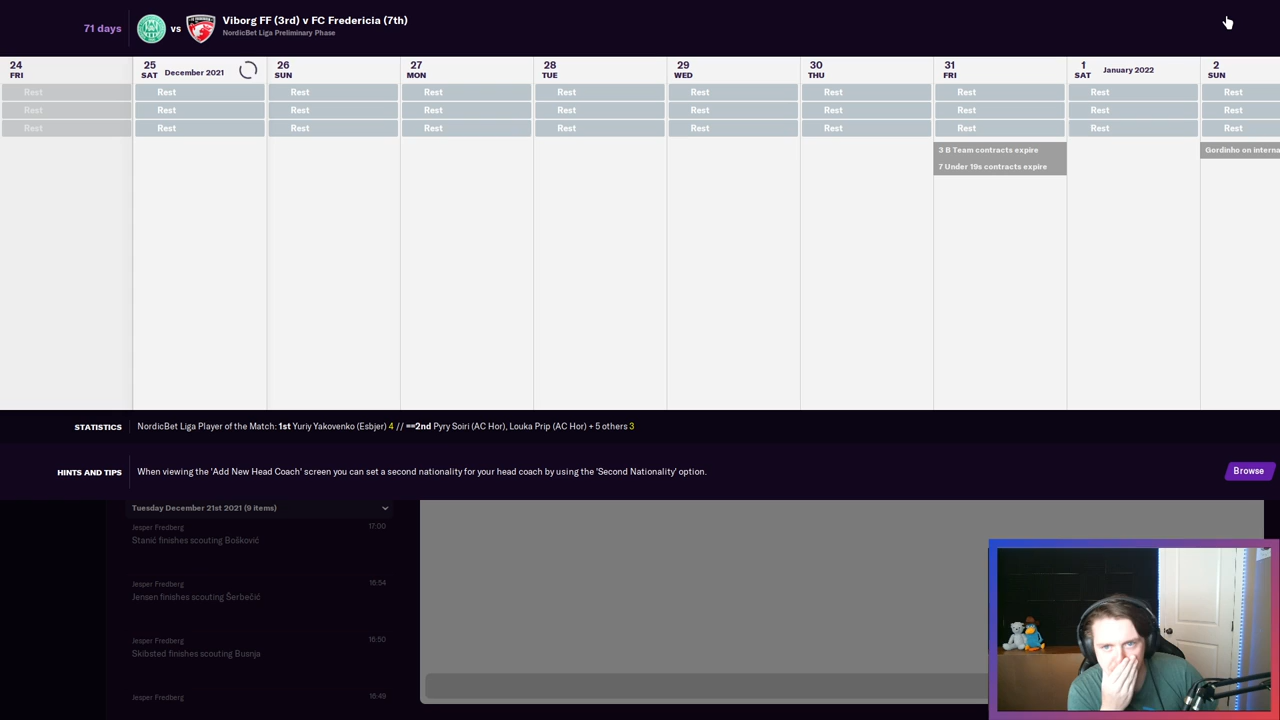 71 days
vs
Viborg FF (3rd) v FC Fredericia (7th)
NordicBet Liga Preliminary Phase
24
FRI
25
SAT December 2021
26
SUN
27
MON
28
TUE
29
WED
30
THU
31
FRI
1
SAT January 2022
2
SUN
Rest Rest Rest Rest Rest Rest Rest Rest Rest Rest
Rest Rest Rest Rest Rest Rest Rest Rest Rest Rest
Rest Rest Rest Rest Rest Rest Rest Rest Rest Rest
3 B Team contracts expire
7 Under 19s contracts expire
Gordinho on interna
STATISTICS
NordicBet Liga Player of the Match: 1st Yuriy Yakovenko (Esbjer) 4 // ==2nd Pyry Soiri (AC Hor), Louka Prip (AC Hor) + 5 others 3
HINTS AND TIPS
When viewing the 'Add New Head Coach' screen you can set a second nationality for your head coach by using the 'Second Nationality' option.
Browse
Tuesday December 21st 2021 (9 items)
Jesper Fredberg 17:00
Stanić finishes scouting Bošković
Jesper Fredberg 16:54
Jensen finishes scouting Šerbečić
Jesper Fredberg 16:50
Skibsted finishes scouting Busnja
Jesper Fredberg 16:49